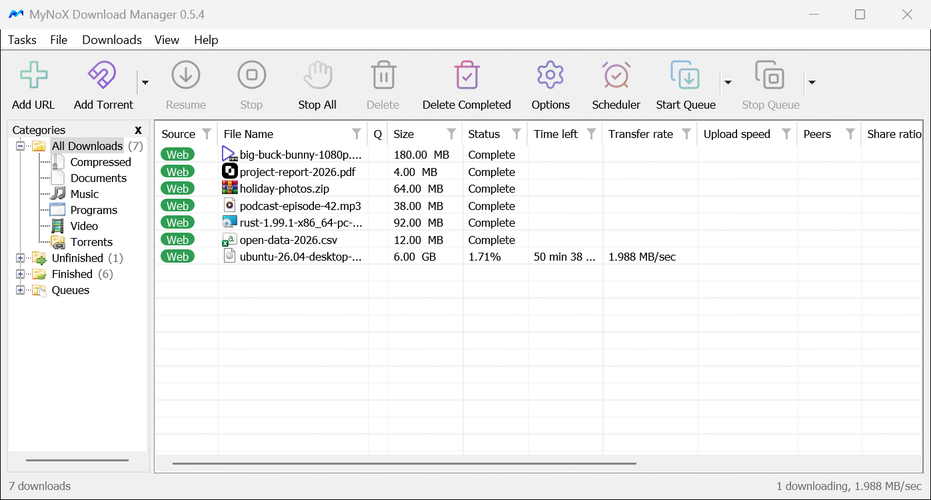 MyNoX Download Manager 0.5.4
Tasks File Downloads View Help
Add URL Add Torrent Resume Stop Stop All Delete Delete Completed Options Scheduler Start Queue Stop Queue
Categories X
All Downloads (7)
Compressed
Documents
Music
Programs
Video
Torrents
Unfinished (1)
Finished (6)
Queues
Source File Name Q Size Status Time left Transfer rate Upload speed Peers Share ratio
Web big-buck-bunny-1080p.... 180.00 MB Complete
Web project-report-2026.pdf 4.00 MB Complete
Web holiday-photos.zip 64.00 MB Complete
Web podcast-episode-42.mp3 38.00 MB Complete
Web rust-1.99.1-x86_64-pc-... 92.00 MB Complete
Web open-data-2026.csv 12.00 MB Complete
Web ubuntu-26.04-desktop-... 6.00 GB 1.71% 50 min 38 ... 1.988 MB/sec
7 downloads 1 downloading, 1.988 MB/sec